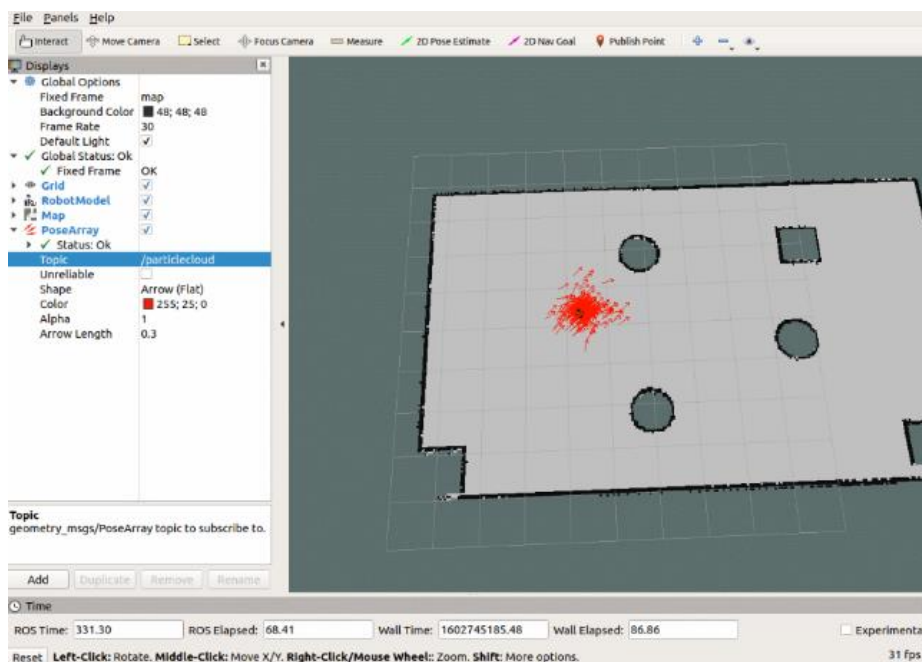 File Panels Help
Interact Move Camera Select Focus Camera Measure 2D Pose Estimate 2D Nav Goal Publish Point
Displays
Global Options
Fixed Frame map
Background Color 48; 48; 48
Frame Rate 30
Default Light
Global Status: Ok
Fixed Frame OK
Grid
RobotModel
Map
PoseArray
Status: Ok
Topic /particlecloud
Unreliable
Shape Arrow (Flat)
Color 255; 25; 0
Alpha 1
Arrow Length 0.3
Topic
geometry_msgs/PoseArray topic to subscribe to.
Add Duplicate Remove Rename
Time
ROS Time: 331.30 ROS Elapsed: 68.41 Wall Time: 1602745185.48 Wall Elapsed: 86.86 Experimenta
Reset Left-Click: Rotate. Middle-Click: Move X/Y. Right-Click/Mouse Wheel:: Zoom. Shift: More options. 31 fps